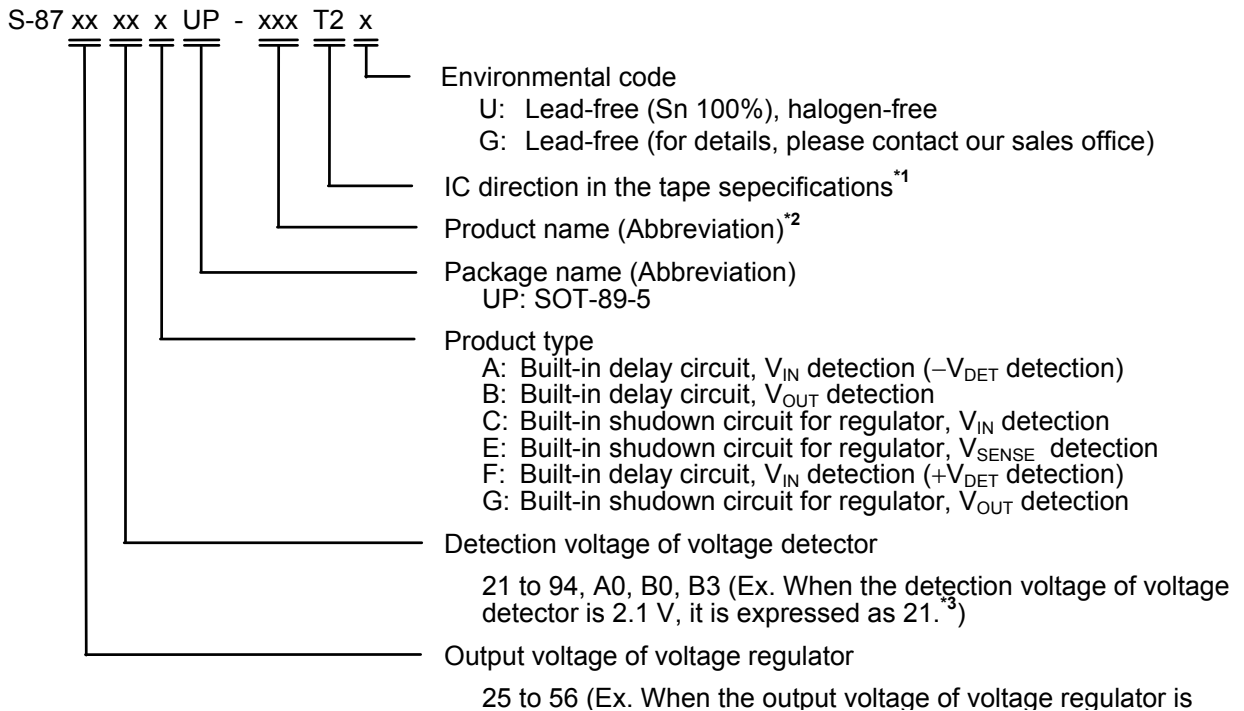 S-87 xx xx x UP - xxx T2 x
Environmental code
U: Lead-free (Sn 100%), halogen-free
G: Lead-free (for details, please contact our sales office)
IC direction in the tape sepecifications*1
Product name (Abbreviation)*2
Package name (Abbreviation)
UP: SOT-89-5
Product type
A: Built-in delay circuit, VIN detection (−VDET detection)
B: Built-in delay circuit, VOUT detection
C: Built-in shudown circuit for regulator, VIN detection
E: Built-in shudown circuit for regulator, VSENSE detection
F: Built-in delay circuit, VIN detection (+VDET detection)
G: Built-in shudown circuit for regulator, VOUT detection
Detection voltage of voltage detector
21 to 94, A0, B0, B3 (Ex. When the detection voltage of voltage
detector is 2.1 V, it is expressed as 21.*3)
Output voltage of voltage regulator
25 to 56 (Ex. When the output voltage of voltage regulator is